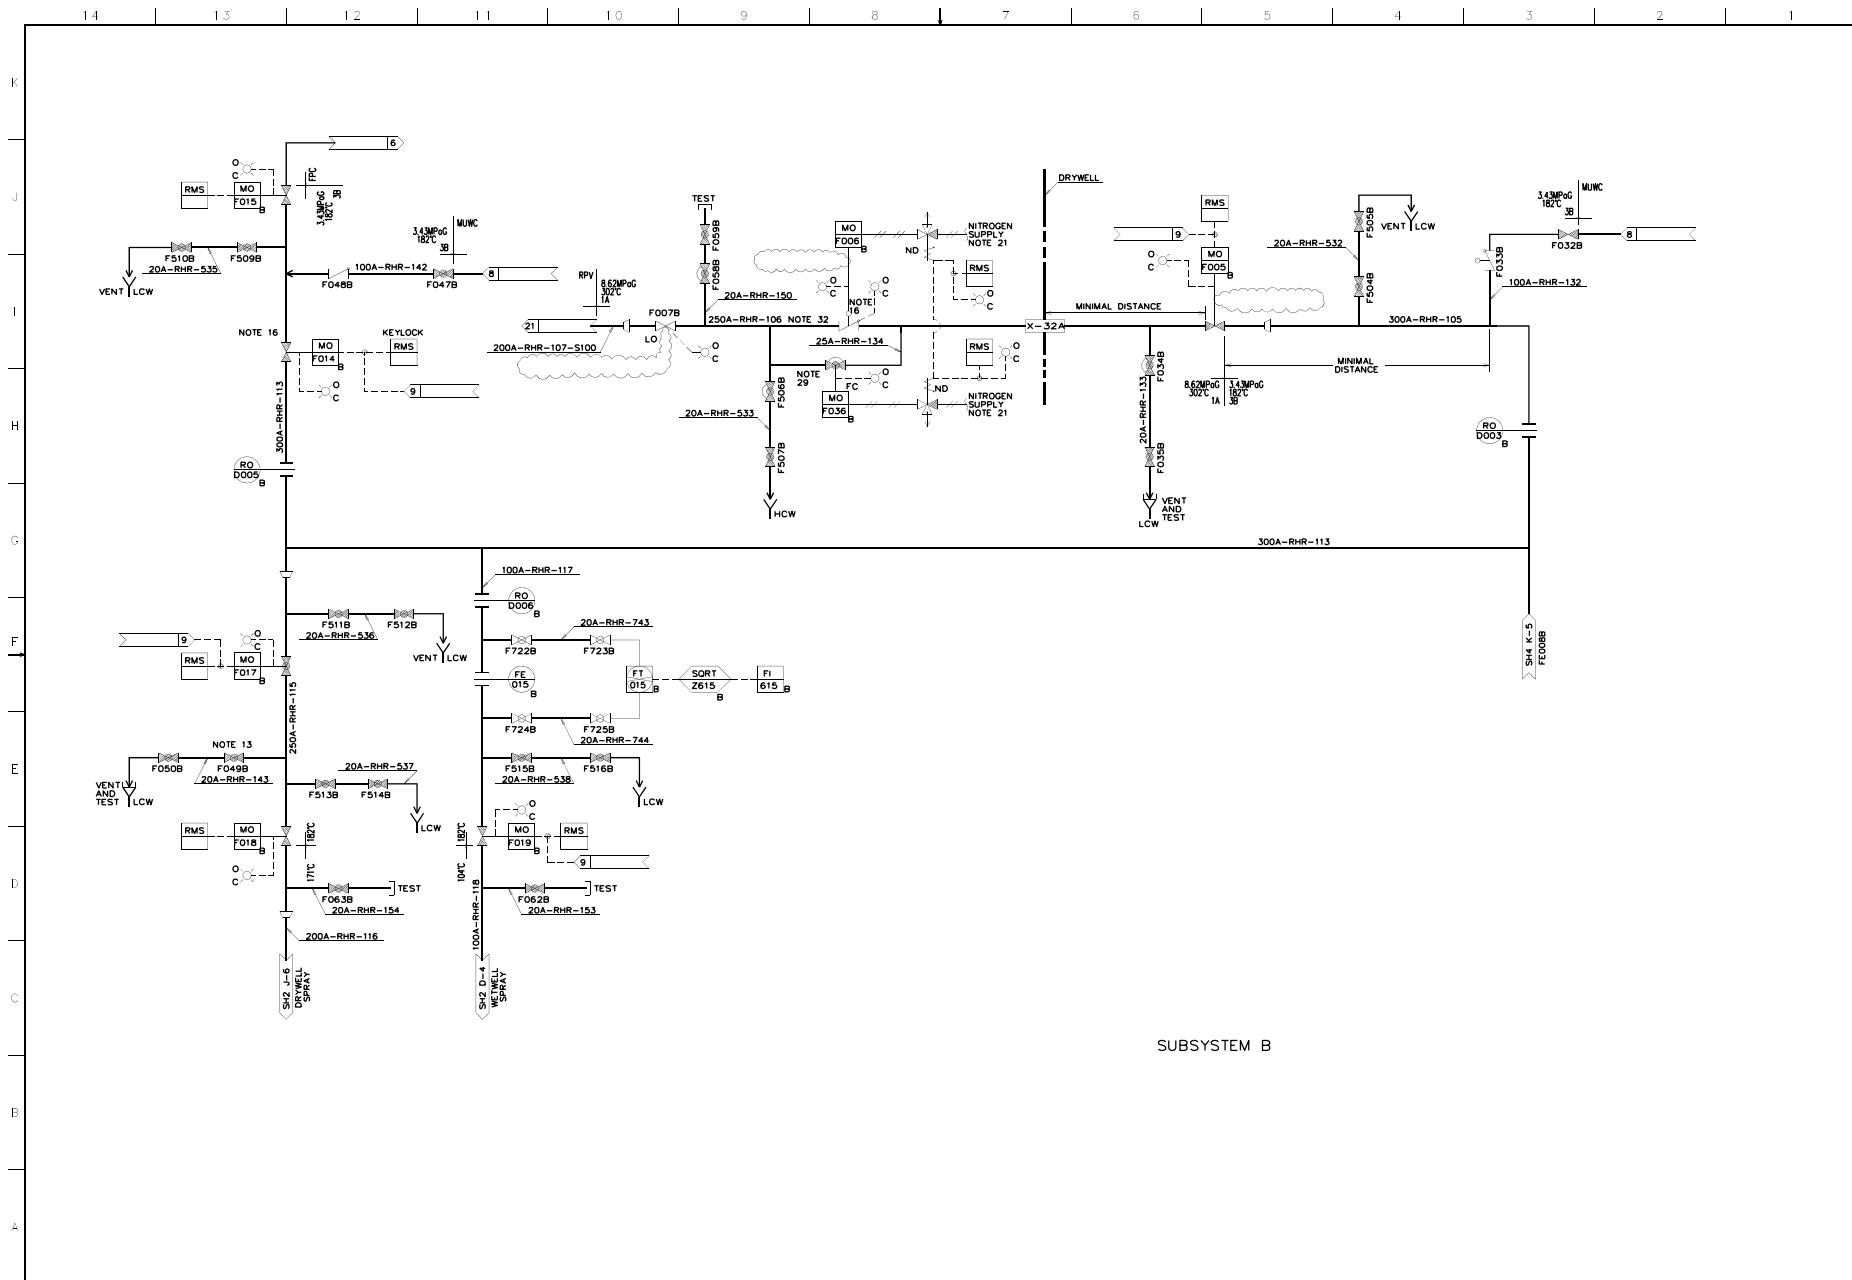 14 13 12 11 10 9 8 7 6 5 4 3 2 1
K
J
I
H
G
F
E
D
C
B
A
6
O
C
FPC
RMS
MO
F015
B
3.43MPaG
182℃
3B
3.43MPaG
182℃
3B
MUWC
F510B
F509B
20A-RHR-535
VENT
LCW
100A-RHR-142
F048B
F047B
8
NOTE 16
KEYLOCK
MO
F014
B
RMS
O
C
9
300A-RHR-113
RO
D005
B
RPV
8.62MPaG
302℃
1A
21
200A-RHR-107-S100
F007B
LO
O
C
TEST
F059B
F058B
20A-RHR-150
250A-RHR-106 NOTE 32
MO
F006
B
O
C
NOTE
16
O
C
25A-RHR-134
NOTE
29
FC
O
C
MO
F036
B
F506B
20A-RHR-533
F507B
HCW
ND
NITROGEN
SUPPLY
NOTE 21
RMS
O
C
RMS
O
C
ND
NITROGEN
SUPPLY
NOTE 21
DRYWELL
X-32A
MINIMAL DISTANCE
RMS
9
MO
F005
B
O
C
F034B
20A-RHR-133
F035B
LCW
VENT
AND
TEST
8.62MPaG
302℃
1A
3.43MPaG
182℃
3B
MINIMAL
DISTANCE
F505B
20A-RHR-532
F504B
VENT
LCW
300A-RHR-105
3.43MPaG
182℃
3B
MUWC
F032B
8
F033B
100A-RHR-132
RO
D003
B
300A-RHR-113
SH4 K-5
FE008B
100A-RHR-117
RO
D006
B
F511B
F512B
20A-RHR-536
VENT
LCW
9
O
C
RMS
MO
F017
B
250A-RHR-115
20A-RHR-743
F722B
F723B
FE
015
B
FT
015
B
SQRT
Z615
B
FI
615
B
F724B
F725B
20A-RHR-744
F515B
F516B
20A-RHR-538
LCW
NOTE 13
F050B
F049B
20A-RHR-143
VENT
AND
TEST
LCW
20A-RHR-537
F513B
F514B
LCW
RMS
MO
F018
B
O
C
182℃
171℃
F063B
TEST
20A-RHR-154
200A-RHR-116
SH2 J-6
DRYWELL
SPRAY
O
C
MO
F019
B
RMS
9
182℃
104℃
F062B
TEST
20A-RHR-153
100A-RHR-118
SH2 D-4
WETWELL
SPRAY
SUBSYSTEM B